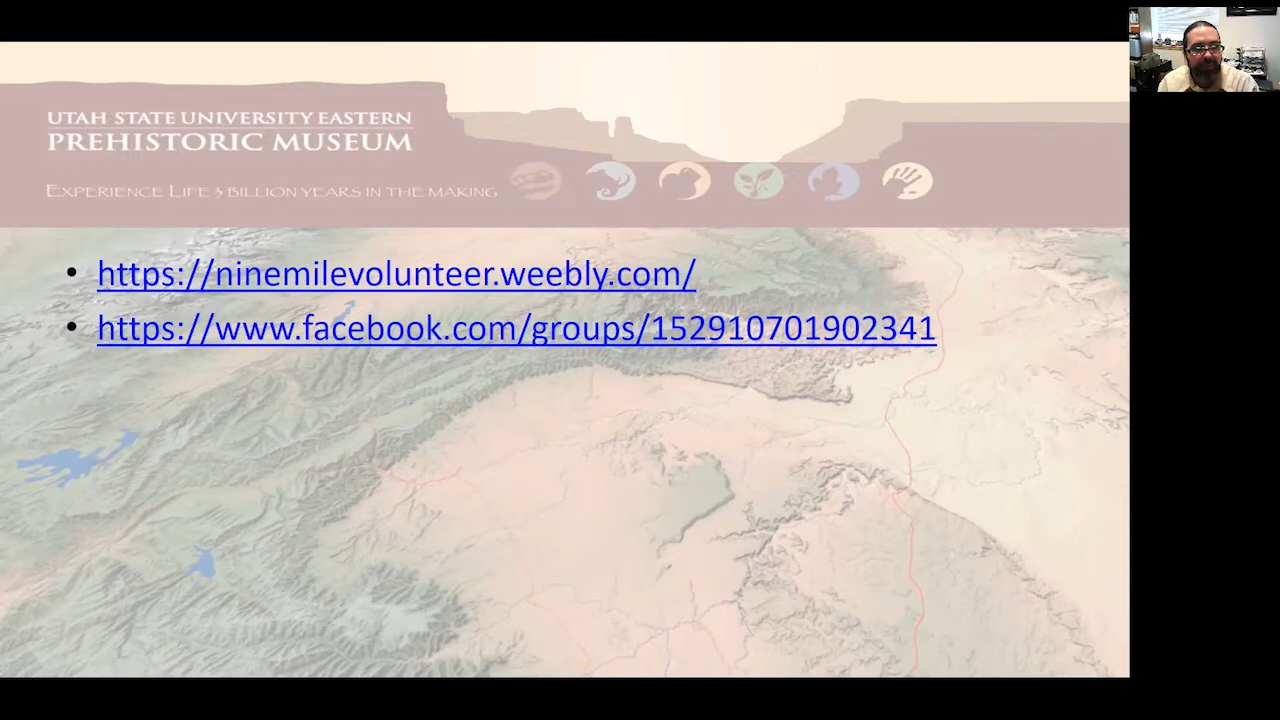 UTAH STATE UNIVERSITY EASTERN
PREHISTORIC MUSEUM
EXPERIENCE LIFE 3 BILLION YEARS IN THE MAKING
• https://ninemilevolunteer.weebly.com/
• https://www.facebook.com/groups/152910701902341